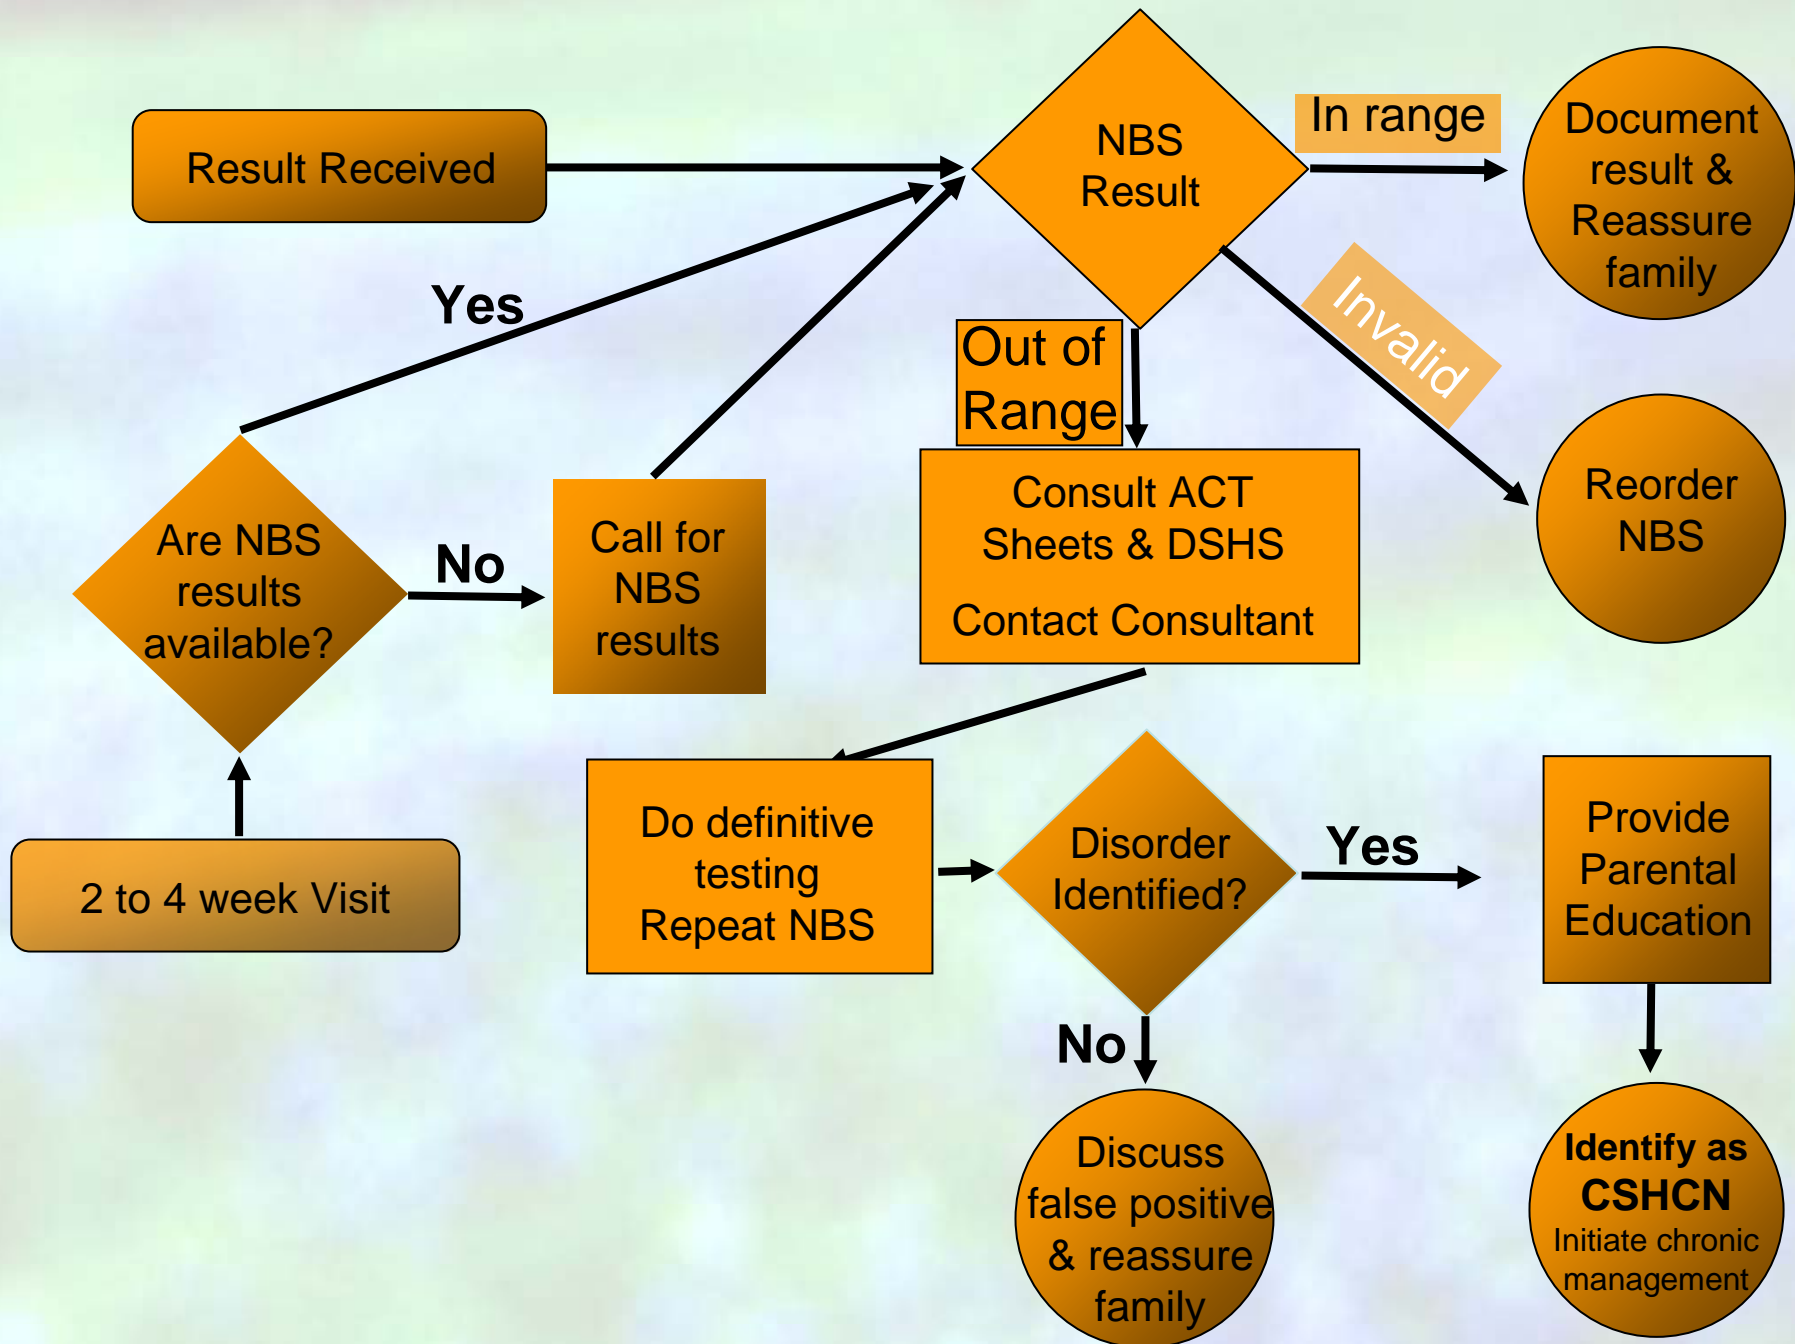 Result Received
NBS
Result
In range
Document
result &
Reassure
family
Yes
Invalid
Out of
Range
Are NBS
results
available?
No
Call for
NBS
results
Consult ACT
Sheets & DSHS
Contact Consultant
Reorder
NBS
2 to 4 week Visit
Do definitive
testing
Repeat NBS
Disorder
Identified?
Yes
Provide
Parental
Education
No
Discuss
false positive
& reassure
family
Identify as
CSHCN
Initiate chronic
management